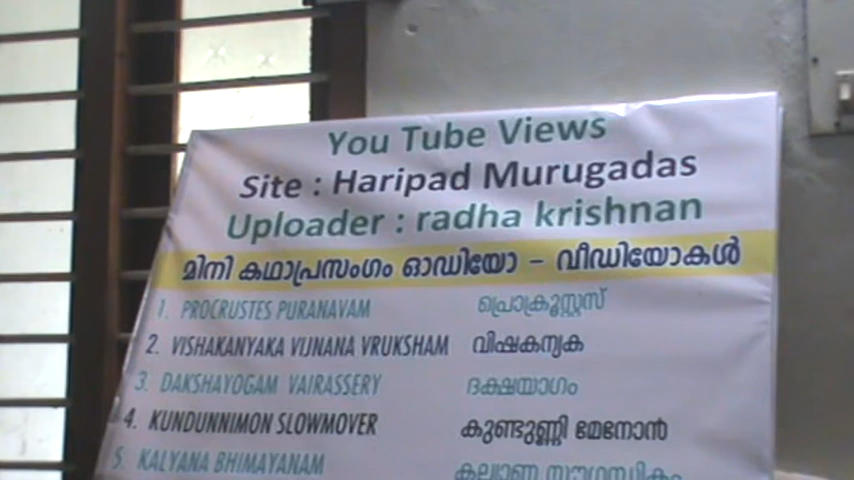 You Tube Views
Site : Haripad Murugadas
Uploader : radha krishnan
മിനി കഥാപ്രസംഗം ഓഡിയോ - വീഡിയോകൾ
1. PROCRUSTES PURANAVAM പ്രൊക്രൂസ്റ്റസ്
2. VISHAKANYAKA VIJNANA VRUKSHAM വിഷകന്യക
3. DAKSHAYOGAM VAIRASSERY ദക്ഷയാഗം
4. KUNDUNNIMON SLOWMOVER കുണ്ടുണ്ണി മേനോൻ
5. KALYANA BHIMAYANAM കല്യാണ സൗഗന്ധികം